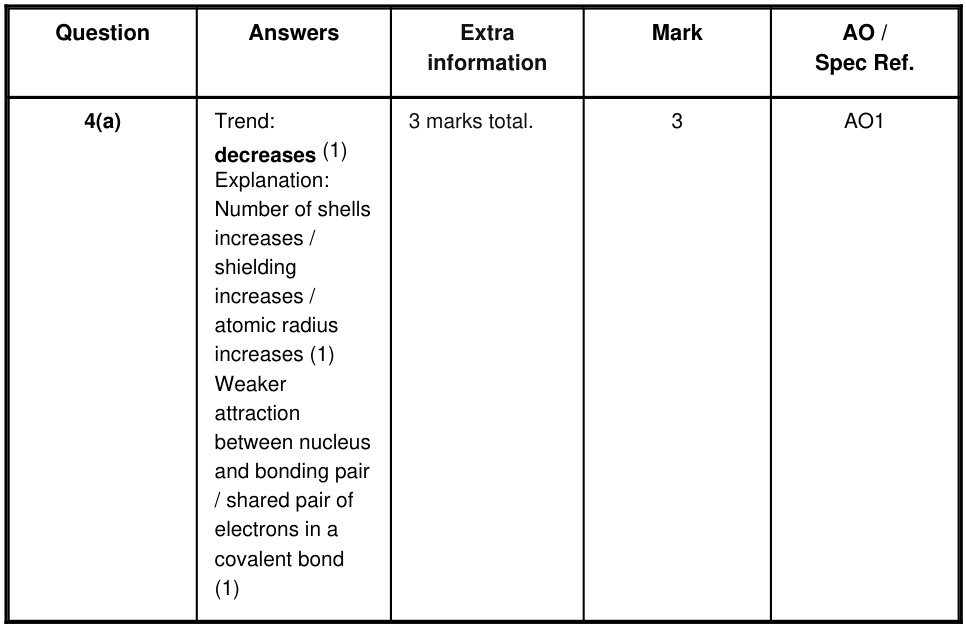 Question
Answers
Extra
information
Mark
AO /
Spec Ref.
4(a)
Trend:
decreases (1)
Explanation:
Number of shells
increases /
shielding
increases /
atomic radius
increases (1)
Weaker
attraction
between nucleus
and bonding pair
/ shared pair of
electrons in a
covalent bond
(1)
3 marks total.
3
AO1